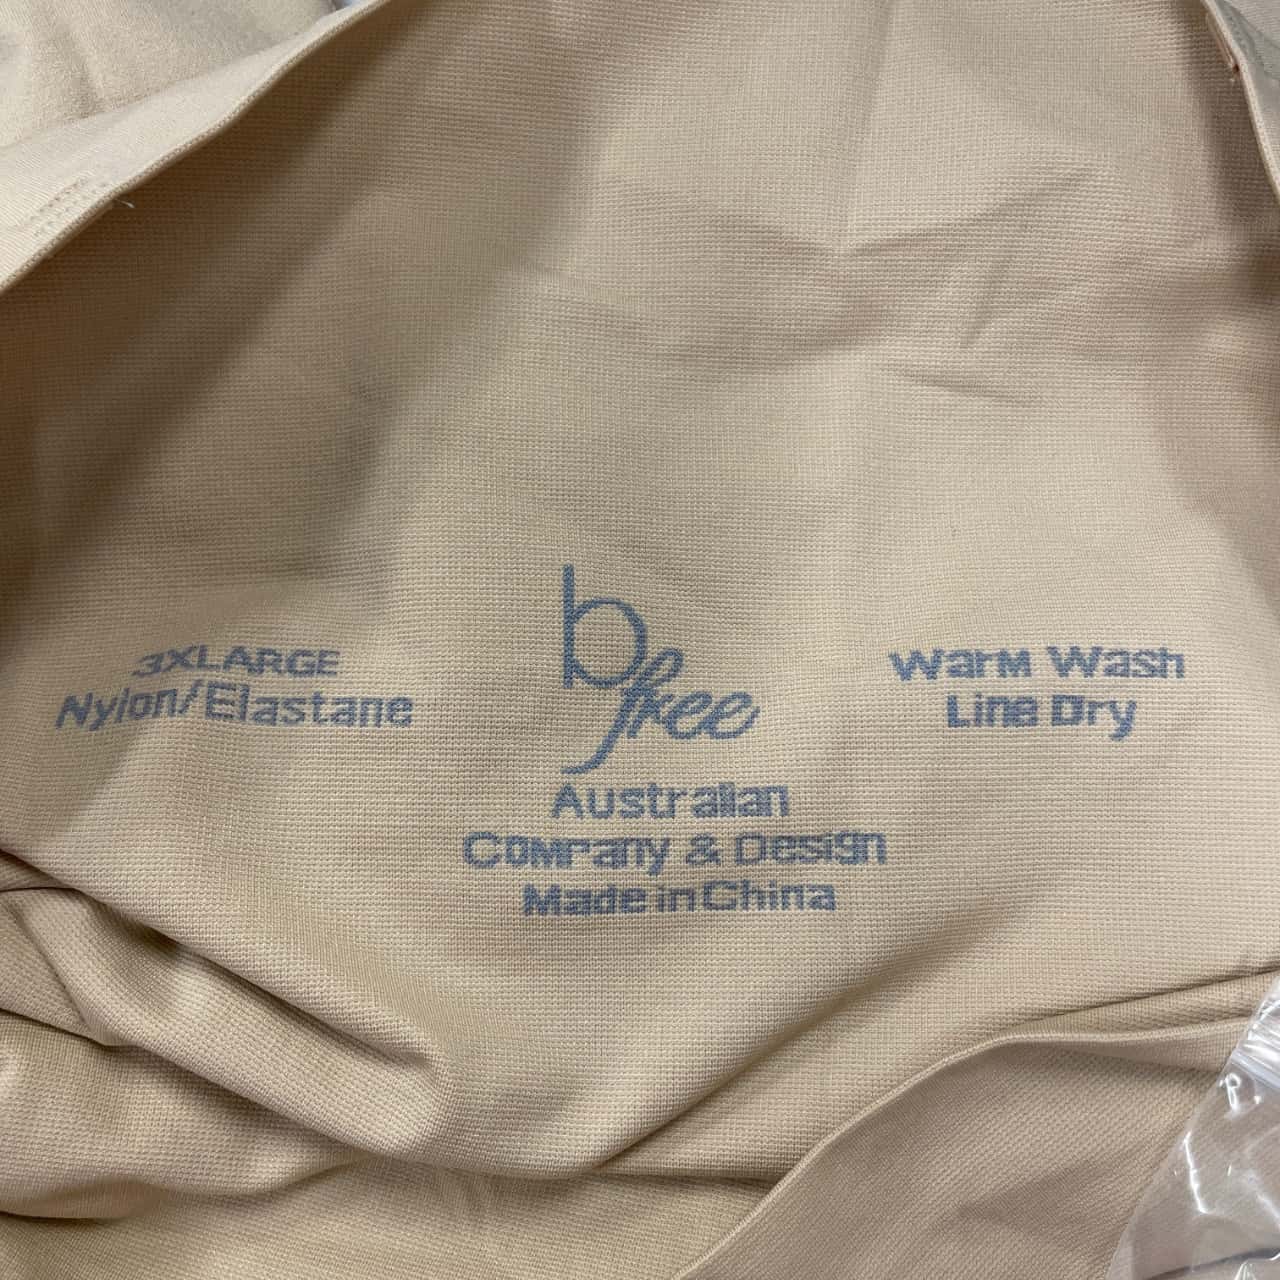 3XLARGE
Nylon/Elastane
b
free
Australian
Company & Design
Made in China
Warm Wash
Line Dry